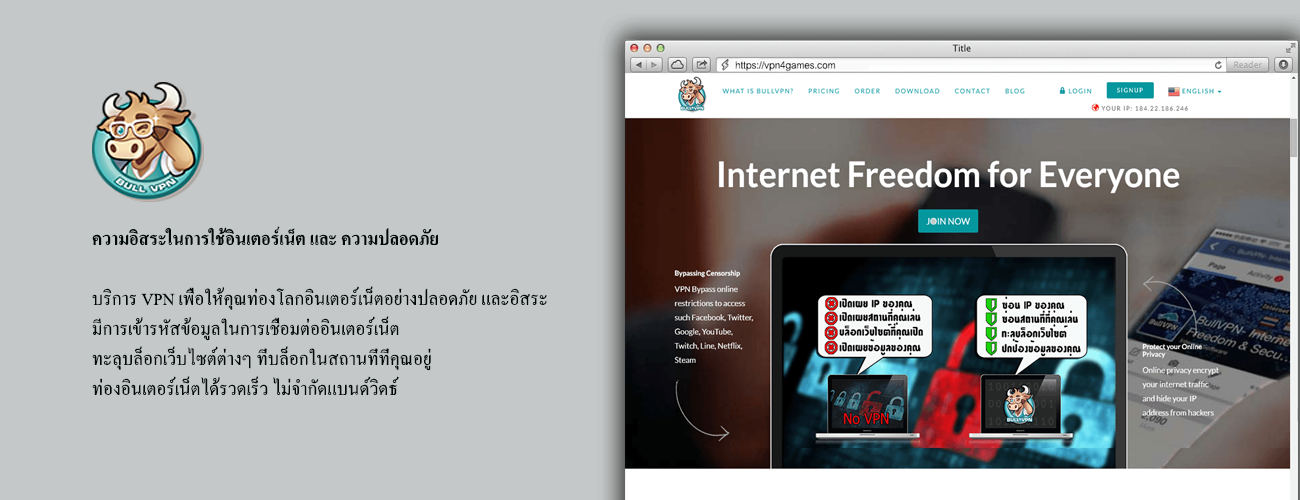 BULL VPN
ความอิสระในการใช้อินเตอร์เน็ต และ ความปลอดภัย
บริการ VPN เพื่อให้คุณท่องโลกอินเตอร์เน็ตอย่างปลอดภัย และอิสระ
มีการเข้ารหัสข้อมูลในการเชื่อมต่ออินเตอร์เน็ต
ทะลุบล็อกเว็บไซต์ต่างๆ ที่บล็อกในสถานที่ที่คุณอยู่
ท่องอินเตอร์เน็ตได้รวดเร็ว ไม่จำกัดแบนด์วิดธ์
Title
https://vpn4games.com
Reader
BULLVPN
WHAT IS BULLVPN? PRICING ORDER DOWNLOAD CONTACT BLOG LOGIN SIGNUP ENGLISH
YOUR IP: 184.22.186.246
Internet Freedom for Everyone
JOIN NOW
Bypassing Censorship
VPN Bypass online
restrictions to access
such Facebook, Twitter,
Google, YouTube,
Twitch, Line, Netflix,
Steam
เปิดเผย IP ของคุณ
เปิดเผยสถานที่ที่คุณเล่น
บล็อกเว็บไซต์ที่คุณเปิด
เปิดเผยข้อมูลของคุณ
No VPN
ซ่อน IP ของคุณ
ซ่อนสถานที่ที่คุณเล่น
ทะลุบล็อกเว็บไซต์
ปกป้องข้อมูลของคุณ
BULLVPN
Page Activity
BullVPN- Internet
Freedom & Secu...
Protect your Online
Privacy
Online privacy encrypt
your internet traffic
and hide your IP
address from hackers